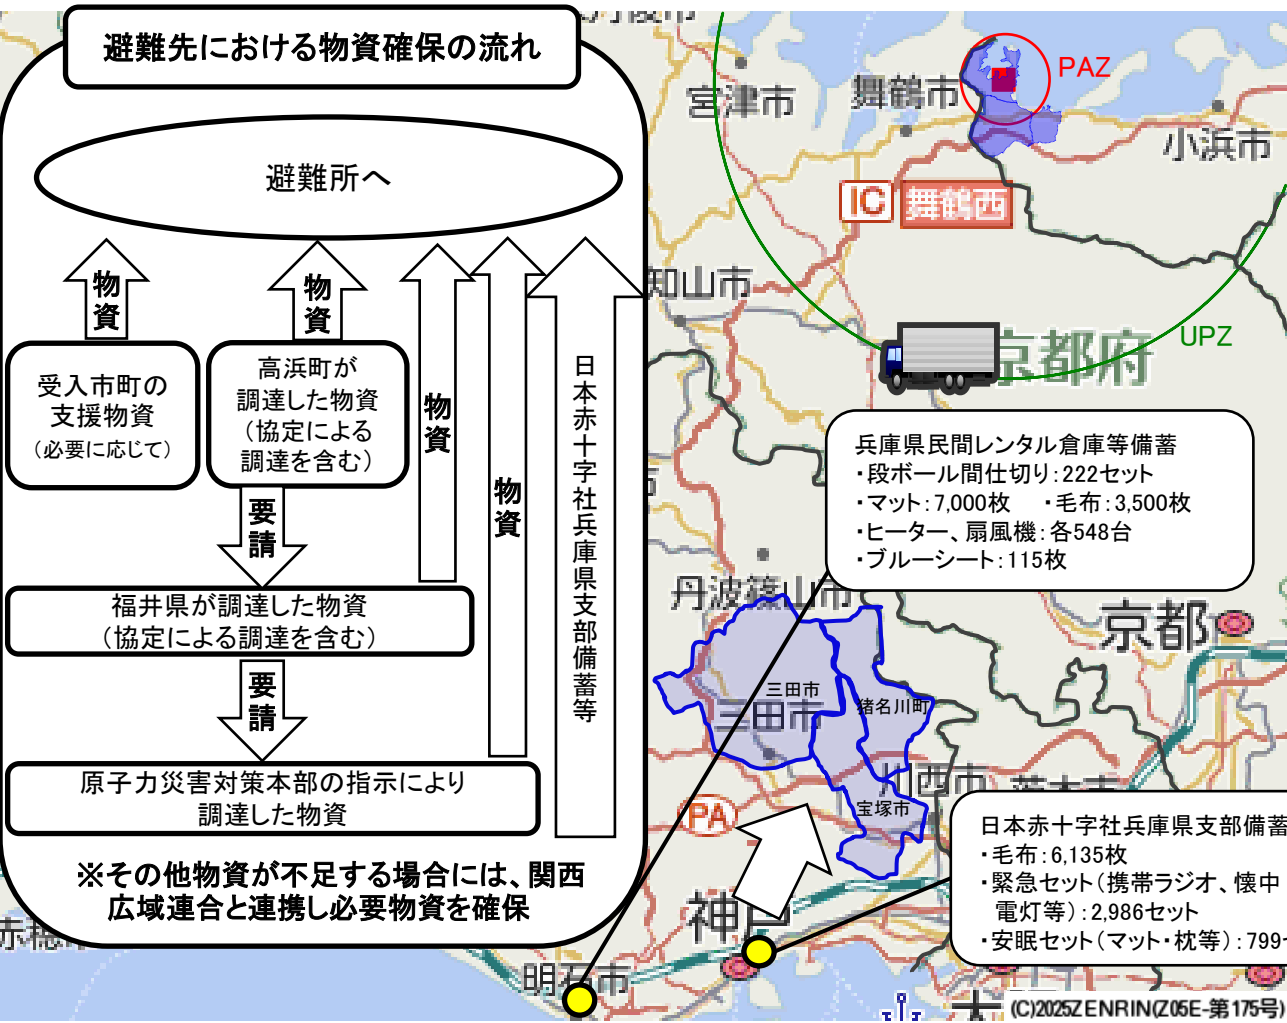 避難先における物資確保の流れ
避難所へ
物資
物資
物資
物資
日本赤十字社兵庫県支部備蓄等
受入市町の
支援物資
（必要に応じて）
高浜町が
調達した物資
（協定による
調達を含む）
要請
福井県が調達した物資
（協定による調達を含む）
要請
原子力災害対策本部の指示により
調達した物資
※その他物資が不足する場合には、関西
広域連合と連携し必要物資を確保
宮津市
舞鶴市
PAZ
小浜市
IC 舞鶴西
知山市
京都府
UPZ
兵庫県民間レンタル倉庫等備蓄
・段ボール間仕切り：222セット
・マット：7,000枚　・毛布：3,500枚
・ヒーター、扇風機：各548台
・ブルーシート：115枚
丹波篠山市
京都
三田市
三田市
猪名川町
川西市
茨木市
宝塚市
PA
日本赤十字社兵庫県支部備蓄
・毛布：6,135枚
・緊急セット（携帯ラジオ、懐中
電灯等）：2,986セット
・安眠セット（マット・枕等）：799
神戸
赤穂
明石市
(C)2025ZENRIN(Z05E-第175号)